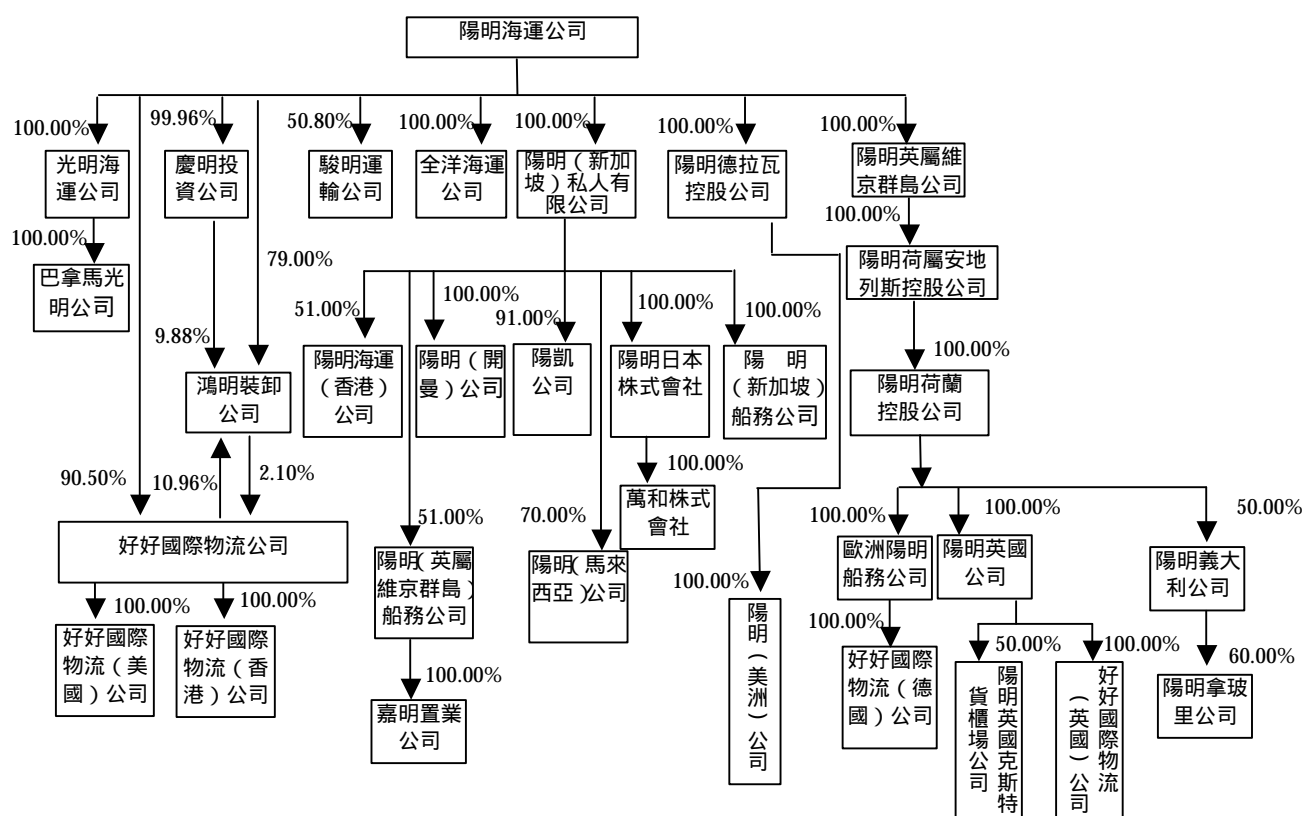 陽明海運公司
100.00%
99.96%
50.80%
100.00%
100.00%
100.00%
100.00%
光明海
運公司
慶明投
資公司
駿明運
輸公司
全洋海運
公司
陽明（新加
坡）私人有
限公司
陽明德拉瓦
控股公司
陽明英屬維
京群島公司
100.00%
100.00%
巴拿馬光
明公司
79.00%
陽明荷屬安地
列斯控股公司
9.88%
51.00%
100.00%
91.00%
100.00%
100.00%
100.00%
鴻明裝卸
公司
陽明海運
（香港）
公司
陽明（開
曼）公司
陽凱
公司
陽明日本
株式會社
陽　明
（新加坡）
船務公司
陽明荷蘭
控股公司
90.50%
10.96%
2.10%
100.00%
萬和株式
會社
好好國際物流公司
51.00%
陽明（英屬
維京群島）
船務公司
70.00%
陽明（馬來
西亞）公司
100.00%
100.00%
50.00%
歐洲陽明
船務公司
陽明英國
公司
陽明義大
利公司
100.00%
100.00%
好好國際
物流（美
國）公司
好好國際
物流（香
港）公司
100.00%
嘉明置業
公司
100.00%
陽明（美洲）公司
100.00%
50.00%
100.00%
60.00%
好好國際
物流（德
國）公司
陽明英國克斯特
貨櫃場公司
好好國際物流
（英國）公司
陽明拿玻
里公司